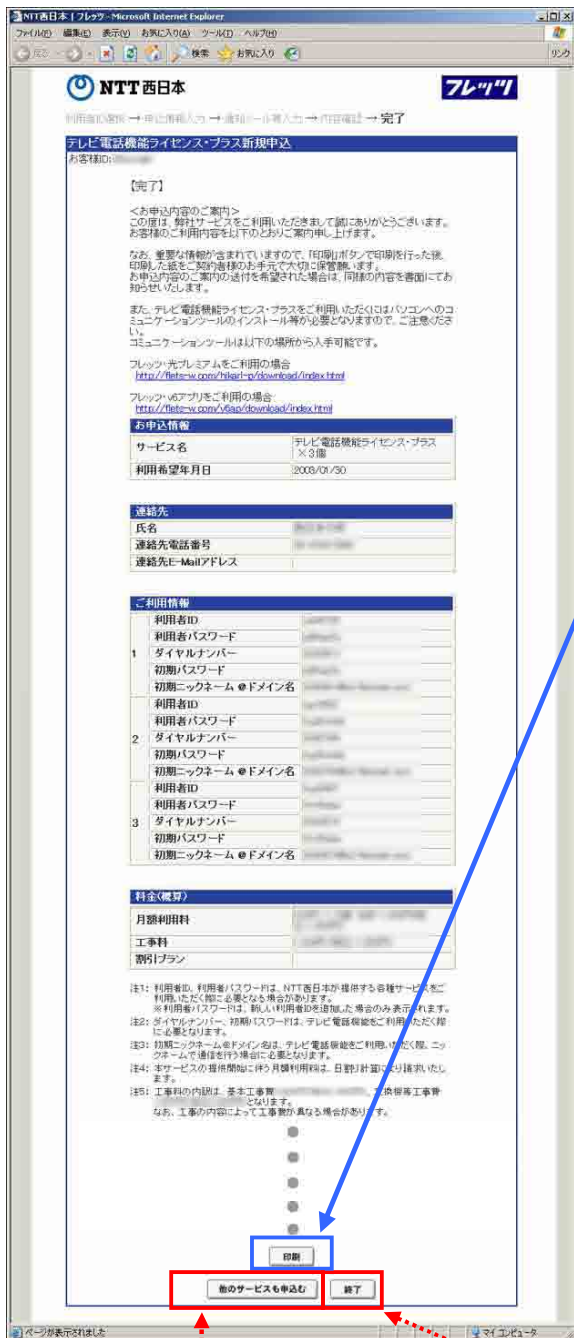 NTT西日本 | フレッツ - Microsoft Internet Explorer
ファイル(F) 編集(E) 表示(V) お気に入り(A) ツール(T) ヘルプ(H)
戻る 検索 お気に入り リンク
NTT西日本 フレッツ
利用者ID選択 → 申込情報入力 → 通知メール等入力 → 内容確認 → 完了
テレビ電話機能ライセンス・プラス新規申込
お客様ID:
【完了】
＜お申込内容のご案内＞
この度は、弊社サービスをご利用いただきまして誠にありがとうございます。
お客様のご利用内容を以下のとおりご案内申し上げます。
なお、重要な情報が含まれていますので、「印刷」ボタンで印刷を行った後、
印刷した紙をご契約者様のお手元で大切に保管願います。
お申込内容のご案内の送付を希望された場合は、同様の内容を書面にてお
知らせいたします。
また、テレビ電話機能ライセンス・プラスをご利用いただくにはパソコンへのコ
ミュニケーションツールのインストール等が必要となりますので、ご注意くださ
い。
コミュニケーションツールは以下の場所から入手可能です。
フレッツ・光プレミアムをご利用の場合
http://flets-w.com/hikari-p/download/index.html
フレッツ・v6アプリをご利用の場合
http://flets-w.com/v6ap/download/index.html
お申込情報
サービス名 テレビ電話機能ライセンス・プラス
×3個
利用希望年月日 2008/01/30
連絡先
氏名
連絡先電話番号
連絡先E-Mailアドレス
ご利用情報
利用者ID
利用者パスワード
1 ダイヤルナンバー
初期パスワード
初期ニックネーム＠ドメイン名
利用者ID
利用者パスワード
2 ダイヤルナンバー
初期パスワード
初期ニックネーム＠ドメイン名
利用者ID
利用者パスワード
3 ダイヤルナンバー
初期パスワード
初期ニックネーム＠ドメイン名
料金(概算)
月額利用料
工事料
割引プラン
注1: 利用者ID、利用者パスワードは、NTT西日本が提供する各種サービスをご
利用いただく際に必要となる場合があります。
※利用者パスワードは、新しい利用者IDを追加した場合のみ表示されます。
注2: ダイヤルナンバー、初期パスワードは、テレビ電話機能をご利用いただく際
に必要となります。
注3: 初期ニックネーム＠ドメイン名は、テレビ電話機能をご利用いただく際、ニッ
クネームで通信を行う場合に必要となります。
注4: 本サービスの提供開始に伴う月額利用料は、日割り計算により請求いたし
ます。
注5: 工事料の内訳は、基本工事費 交換機等工事費
となります。
なお、工事の内容によって工事費が異なる場合があります。
印刷
他のサービスも申込む 終了
ページが表示されました マイ コンピュータ